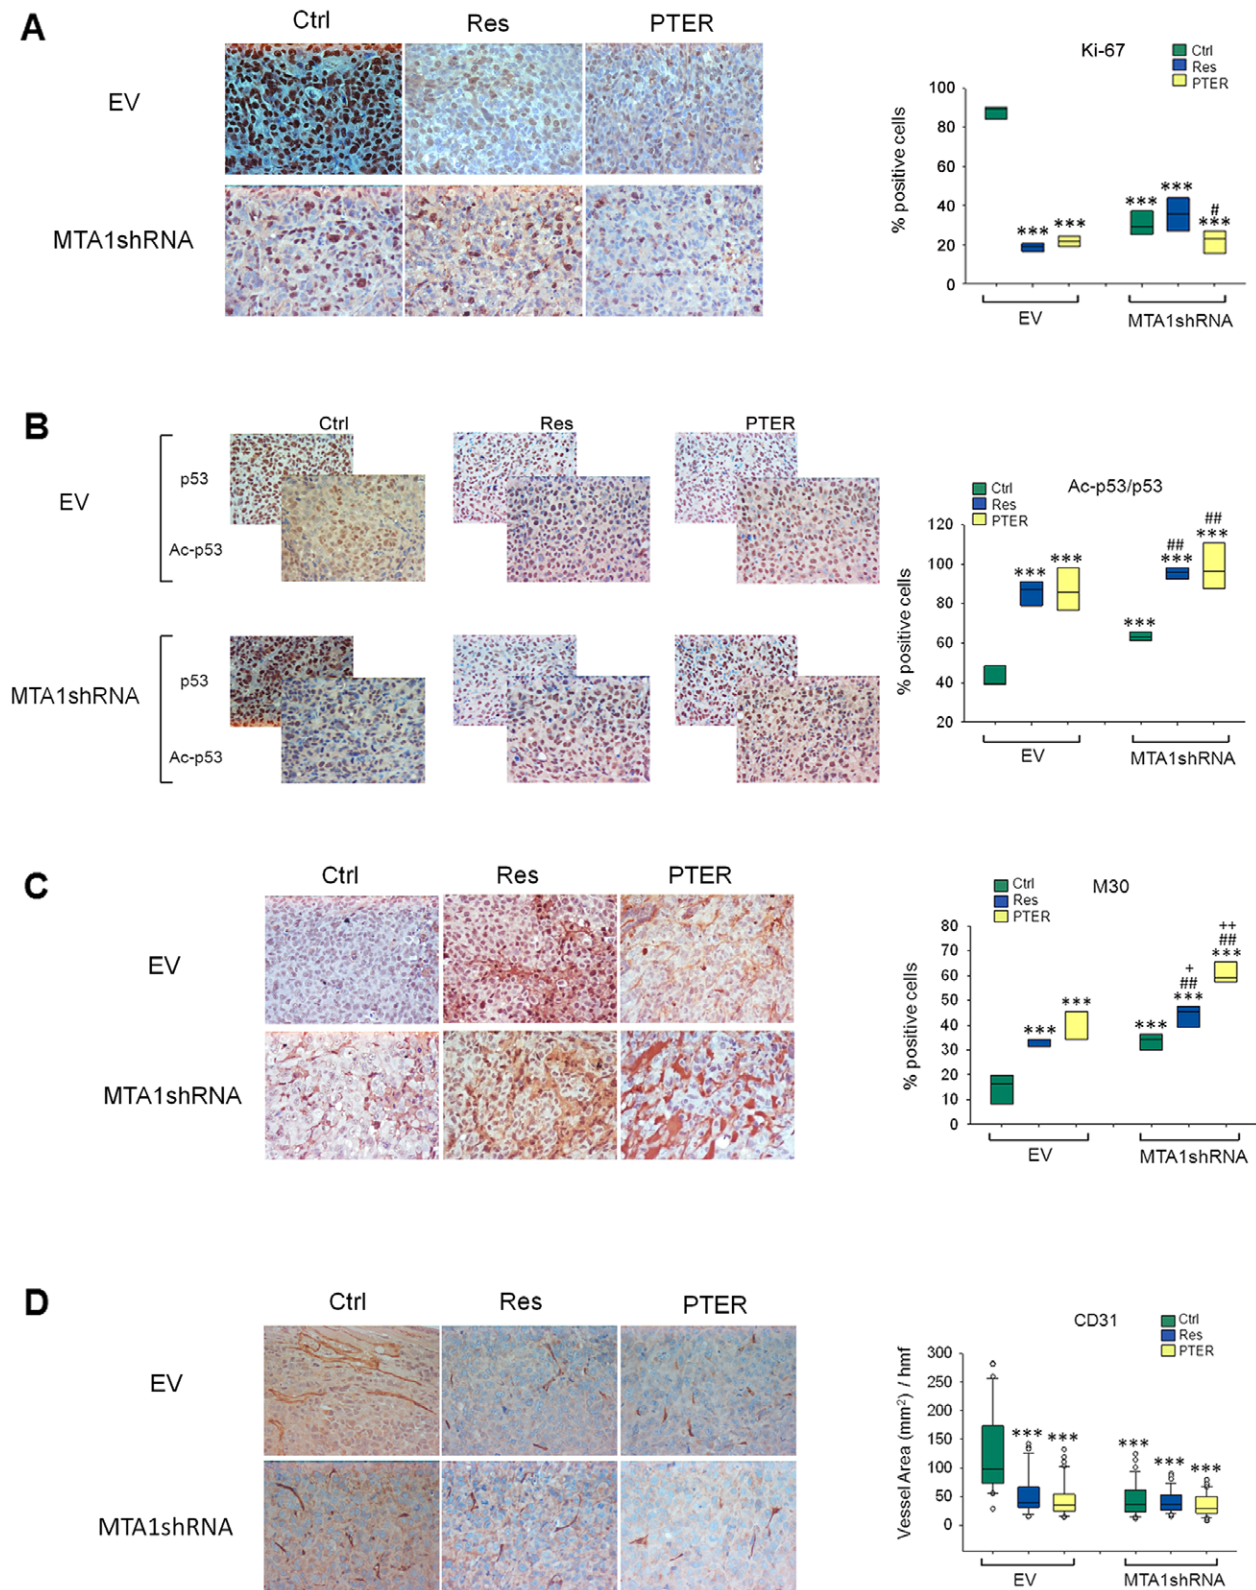 A
Ctrl
Res
PTER
EV
MTA1shRNA
Ki-67
Ctrl
Res
PTER
% positive cells
100
80
60
40
20
0
***
***
***
***
#
***
EV
MTA1shRNA
B
Ctrl
Res
PTER
EV
p53
Ac-p53
MTA1shRNA
p53
Ac-p53
Ac-p53/p53
Ctrl
Res
PTER
% positive cells
120
100
80
60
40
20
***
***
***
##
***
##
***
EV
MTA1shRNA
C
Ctrl
Res
PTER
EV
MTA1shRNA
M30
Ctrl
Res
PTER
% positive cells
80
70
60
50
40
30
20
10
0
***
***
***
+
##
***
++
##
***
EV
MTA1shRNA
D
Ctrl
Res
PTER
EV
MTA1shRNA
CD31
Ctrl
Res
PTER
Vessel Area (mm²) / hmf
300
250
200
150
100
50
0
***
***
***
***
***
EV
MTA1shRNA